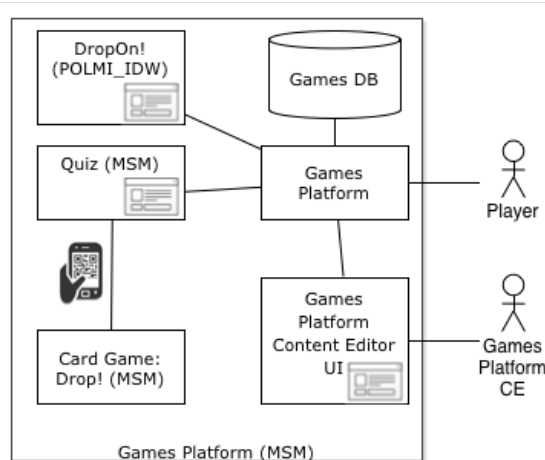 DropOn!
(POLMI_IDW)
Games DB
Quiz (MSM)
Games
Platform
Player
Games
Platform
Content Editor
UI
Card Game:
Drop! (MSM)
Games
Platform
CE
Games Platform (MSM)